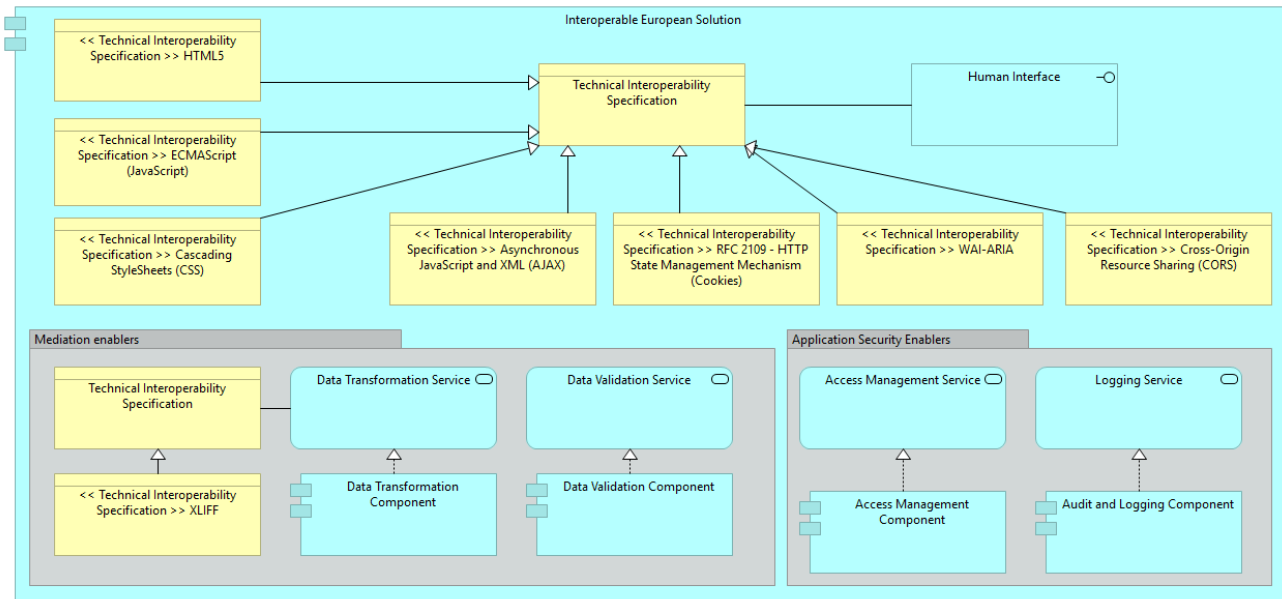 Interoperable European Solution
<< Technical Interoperability
Specification >> HTML5
Technical Interoperability
Specification
Human Interface
<< Technical Interoperability
Specification >> ECMAScript
(JavaScript)
<< Technical Interoperability
Specification >> Cascading
StyleSheets (CSS)
<< Technical Interoperability
Specification >> Asynchronous
JavaScript and XML (AJAX)
<< Technical Interoperability
Specification >> RFC 2109 - HTTP
State Management Mechanism
(Cookies)
<< Technical Interoperability
Specification >> WAI-ARIA
<< Technical Interoperability
Specification >> Cross-Origin
Resource Sharing (CORS)
Mediation enablers
Technical Interoperability
Specification
Data Transformation Service
Data Validation Service
<< Technical Interoperability
Specification >> XLIFF
Data Transformation
Component
Data Validation Component
Application Security Enablers
Access Management Service
Logging Service
Access Management
Component
Audit and Logging Component